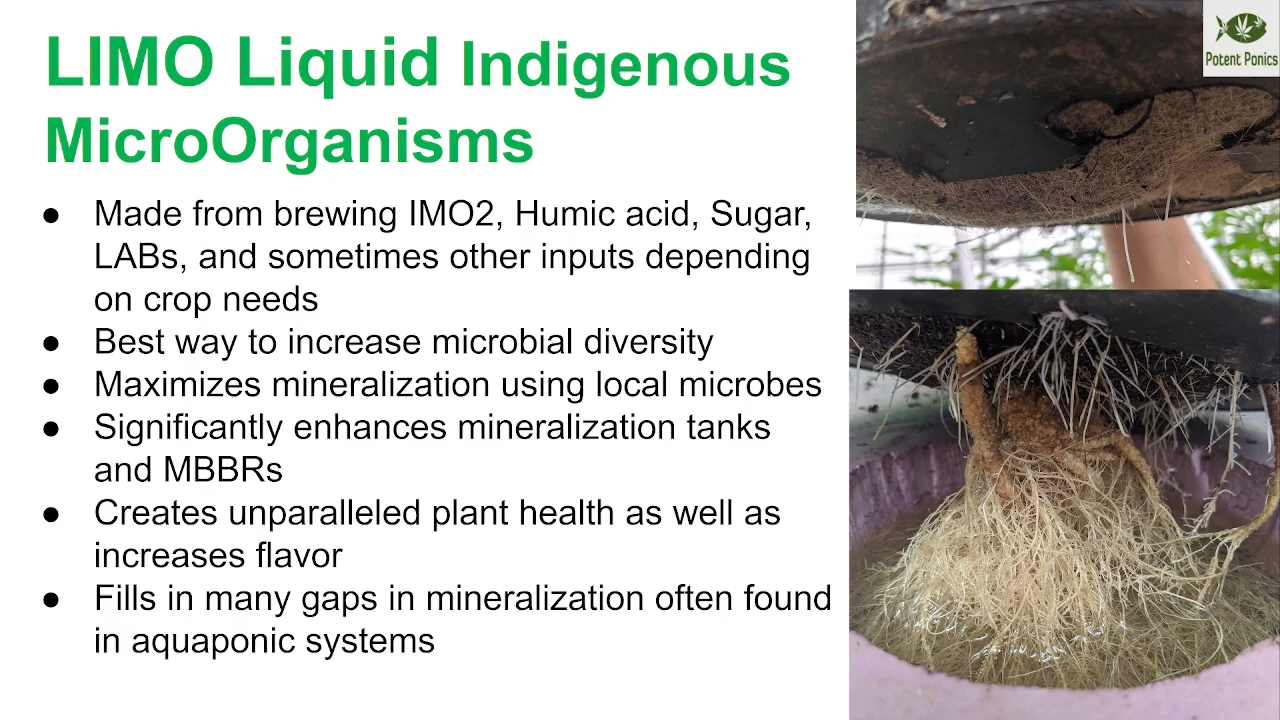 LIMO Liquid Indigenous
MicroOrganisms
● Made from brewing IMO2, Humic acid, Sugar,
LABs, and sometimes other inputs depending
on crop needs
● Best way to increase microbial diversity
● Maximizes mineralization using local microbes
● Significantly enhances mineralization tanks
and MBBRs
● Creates unparalleled plant health as well as
increases flavor
● Fills in many gaps in mineralization often found
in aquaponic systems
Potent Ponics